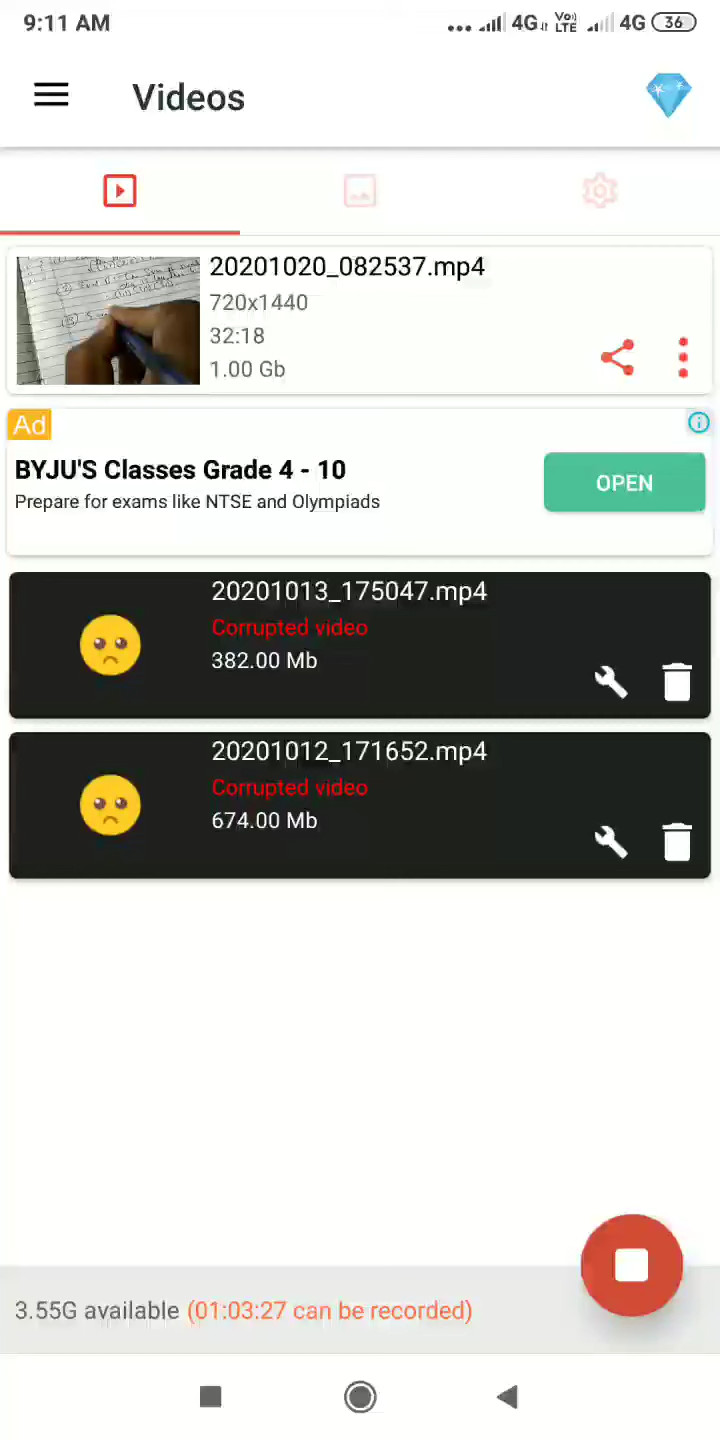 9:11 AM
4G
Vo))
LTE
4G
36
Videos
20201020_082537.mp4
720x1440
32:18
1.00 Gb
Ad
BYJU'S Classes Grade 4 - 10
Prepare for exams like NTSE and Olympiads
OPEN
20201013_175047.mp4
Corrupted video
382.00 Mb
20201012_171652.mp4
Corrupted video
674.00 Mb
3.55G available (01:03:27 can be recorded)